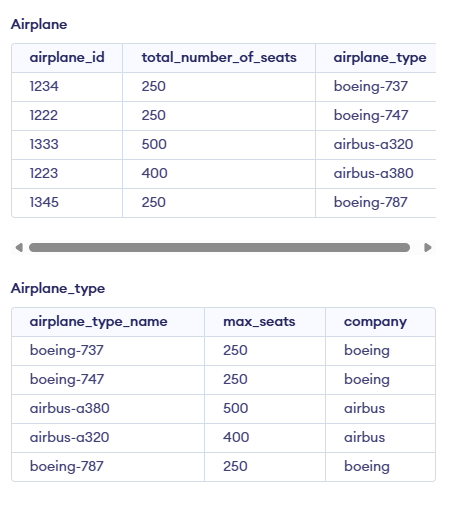 Airplane
airplane_id total_number_of_seats airplane_type
1234 250 boeing-737
1222 250 boeing-747
1333 500 airbus-a320
1223 400 airbus-a380
1345 250 boeing-787
Airplane_type
airplane_type_name max_seats company
boeing-737 250 boeing
boeing-747 250 boeing
airbus-a380 500 airbus
airbus-a320 400 airbus
boeing-787 250 boeing